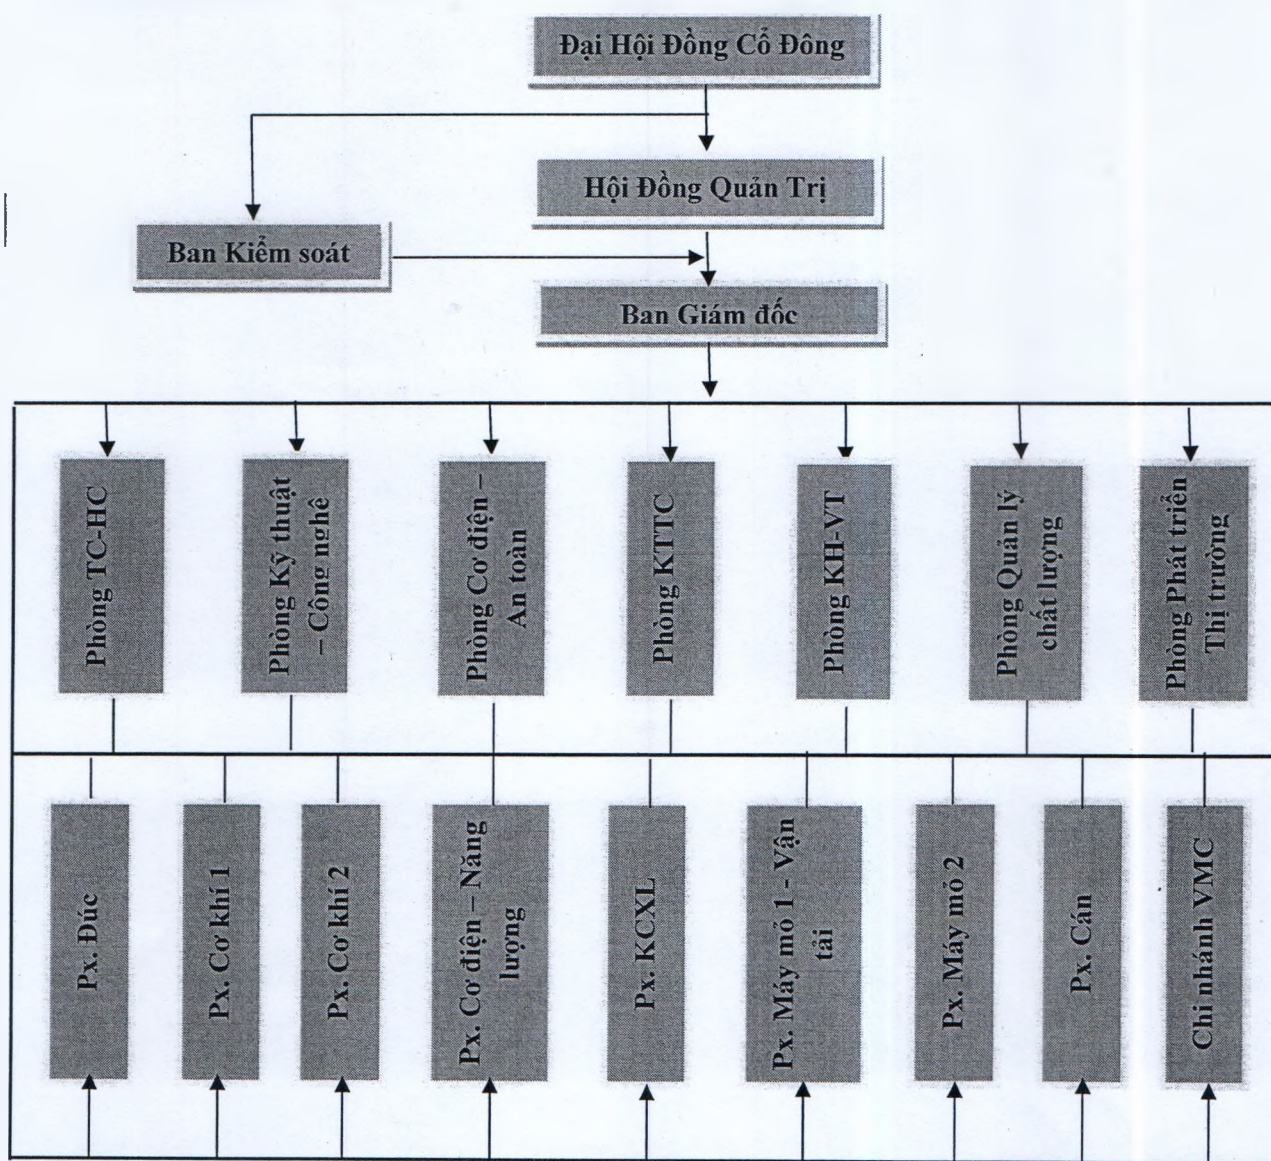 Đại Hội Đồng Cổ Đông
Hội Đồng Quản Trị
Ban Kiểm soát
Ban Giám đốc
Phòng TC-HC
Phòng Kỹ thuật
– Công nghê
Phòng Cơ điện –
An toàn
Phòng KTTC
Phòng KH-VT
Phòng Quản lý
chất lượng
Phòng Phát triển
Thị trường
Px. Đúc
Px. Cơ khí 1
Px. Cơ khí 2
Px. Cơ điện – Năng
lượng
Px. KCXL
Px. Máy mỏ 1 - Vận
tải
Px. Máy mỏ 2
Px. Cán
Chi nhánh VMC